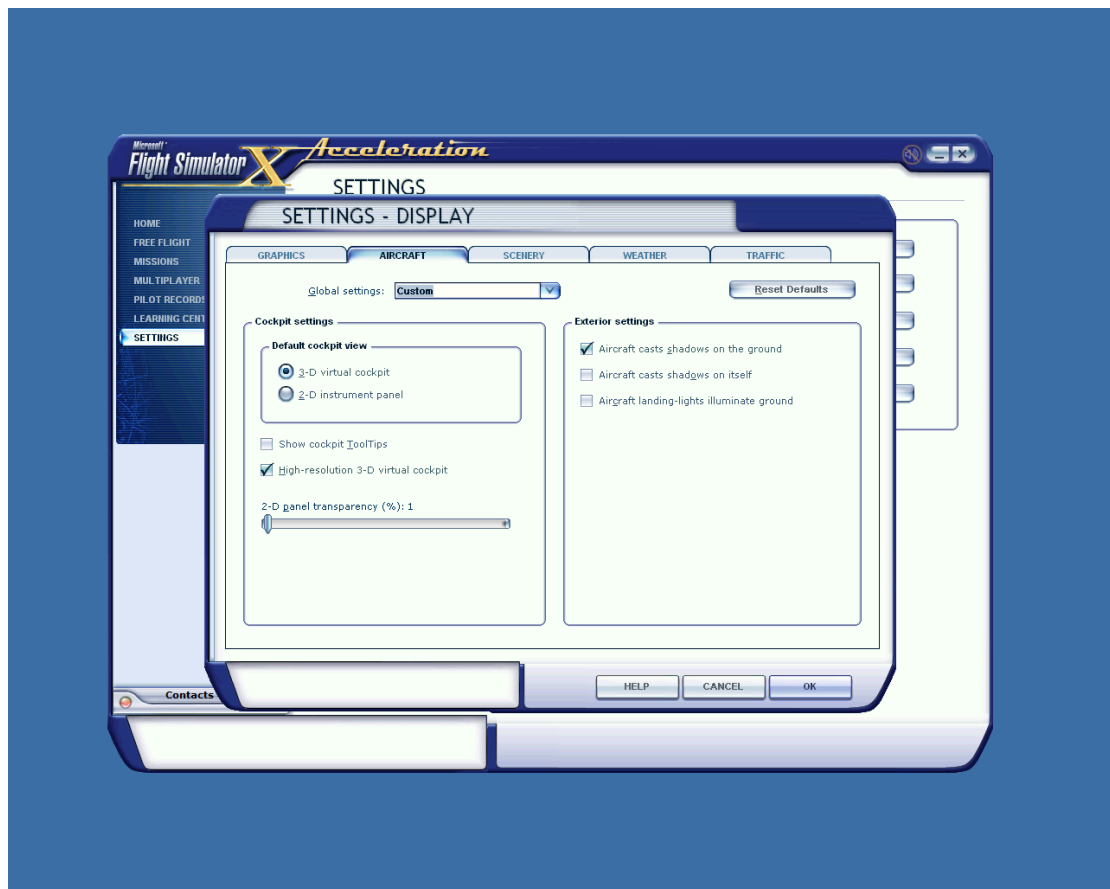 Microsoft
Flight Simulator X Acceleration
SETTINGS
HOME
FREE FLIGHT
MISSIONS
MULTIPLAYER
PILOT RECORDS
LEARNING CENT
SETTINGS
SETTINGS - DISPLAY
GRAPHICS AIRCRAFT SCENERY WEATHER TRAFFIC
Global settings: Custom Reset Defaults
Cockpit settings
Default cockpit view
3-D virtual cockpit
2-D instrument panel
Show cockpit ToolTips
High-resolution 3-D virtual cockpit
2-D panel transparency (%): 1
Exterior settings
Aircraft casts shadows on the ground
Aircraft casts shadows on itself
Aircraft landing-lights illuminate ground
HELP CANCEL OK
Contacts